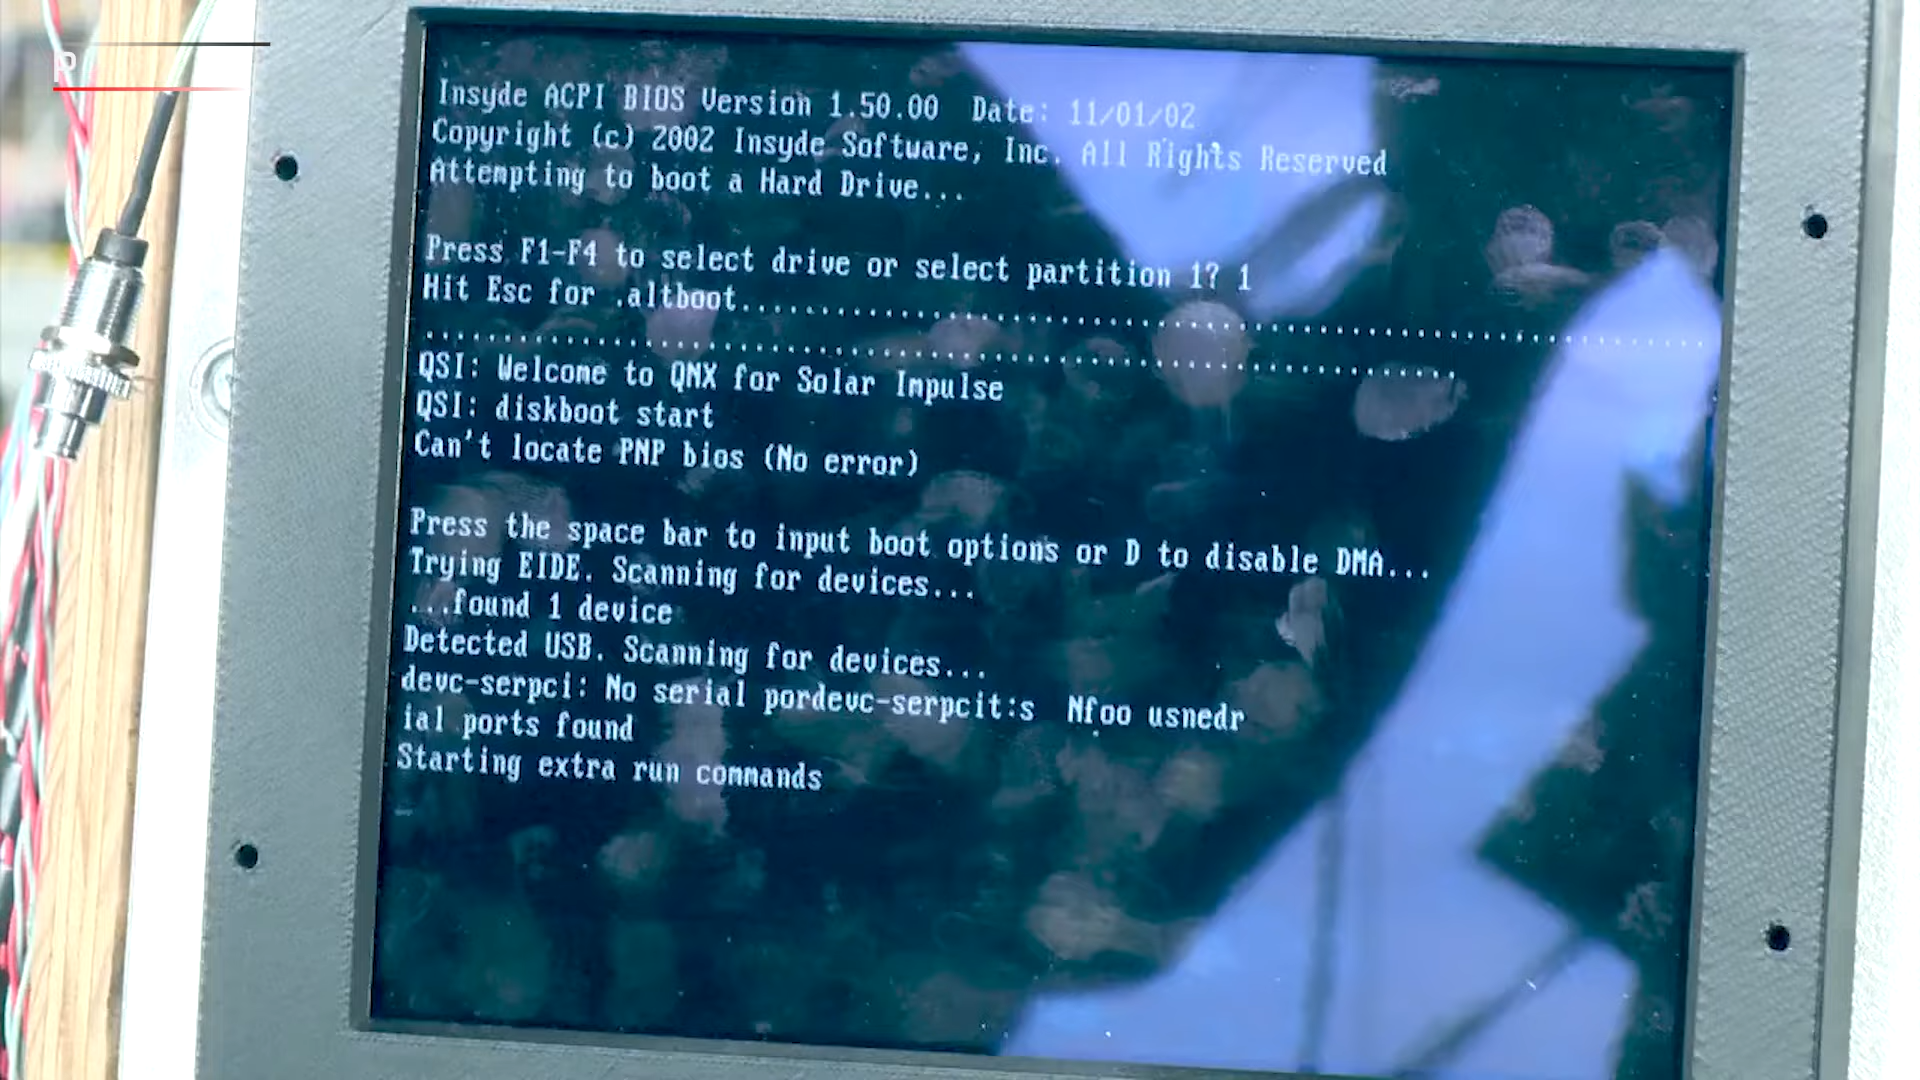 P
Insyde ACPI BIOS Version 1.50.00  Date: 11/01/02
Copyright (c) 2002 Insyde Software, Inc. All Rights Reserved
Attempting to boot a Hard Drive...
Press F1-F4 to select drive or select partition 1? 1
Hit Esc for .altboot................................................................................
.................................................................
QSI: Welcome to QNX for Solar Impulse
QSI: diskboot start
Can't locate PNP bios (No error)
Press the space bar to input boot options or D to disable DMA...
Trying EIDE. Scanning for devices...
...found 1 device
Detected USB. Scanning for devices...
devc-serpci: No serial pordevc-serpcit:s  Nfoo usnedr
ial ports found
Starting extra run commands